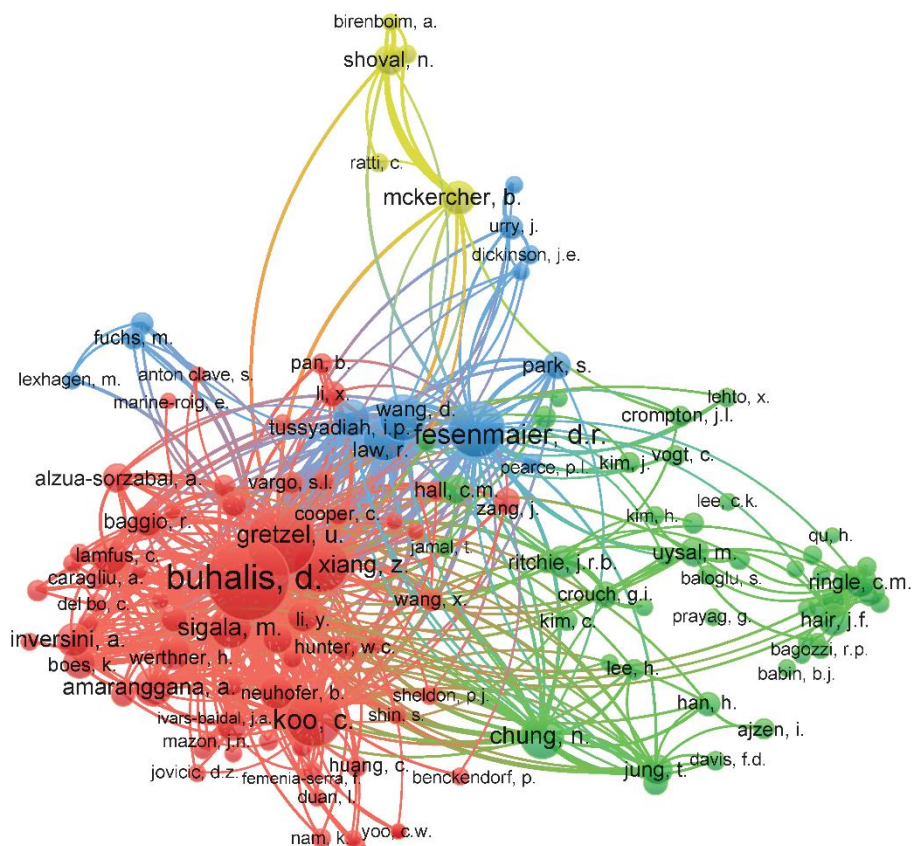 birenboim, a.
shoval, n.
ratti, c.
mckercher, b.
urry, j.
dickinson, j.e.
fuchs, m.
lexhagen, m.
anton clave, s.
marine-roig, e.
pan, b.
li, x.
park, s.
wang, d.
tussyadiah, i.p.
law, r.
fesenmaier, d.r.
lehto, x.
crompton, j.l.
vogt, c.
kim, j.
pearce, p.l.
alzua-sorzabal, a.
vargo, s.l.
hall, c.m.
zang, j.
lee, c.k.
baggio, r.
cooper, c.
kim, h.
qu, h.
gretzel, u.
jamal, t.
uysal, m.
lamfus, c.
xiang, z.
ritchie, j.r.b.
baloglu, s.
ringle, c.m.
caragliu, a.
buhalis, d.
crouch, g.i.
del bo, c.
wang, x.
prayag, g.
hair, j.f.
kim, c.
sigala, m.
li, y.
inversini, a.
hunter, w.c.
bagozzi, r.p.
boes, k.
werthner, h.
lee, h.
babin, b.j.
amaranggana, a.
neuhofer, b.
sheldon, p.j.
han, h.
ivars-baidal, j.a.
koo, c.
shin, s.
chung, n.
ajzen, i.
mazon, j.n.
jovicic, d.z.
femenia-serra, f.
huang, c.
benckendorf, p.
jung, t.
davis, f.d.
duan, l.
nam, k.
yoo, c.w.